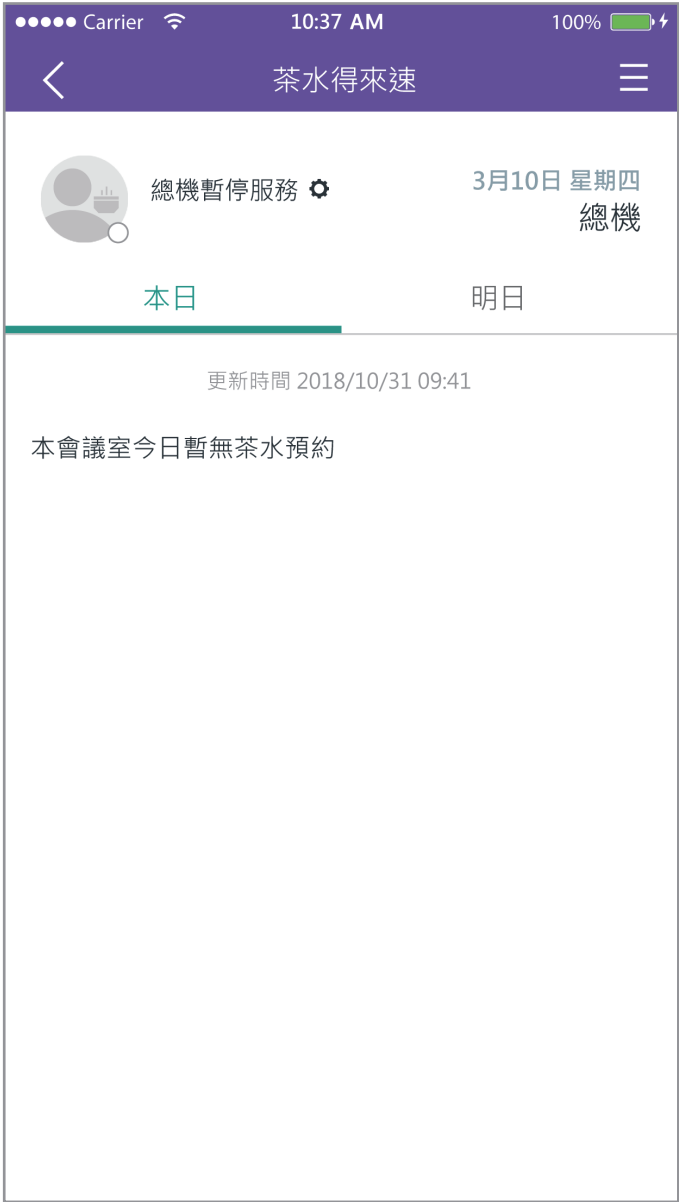 Carrier 10:37 AM 100%
茶水得來速
總機暫停服務
3月10日 星期四
總機
本日 明日
更新時間 2018/10/31 09:41
本會議室今日暫無茶水預約